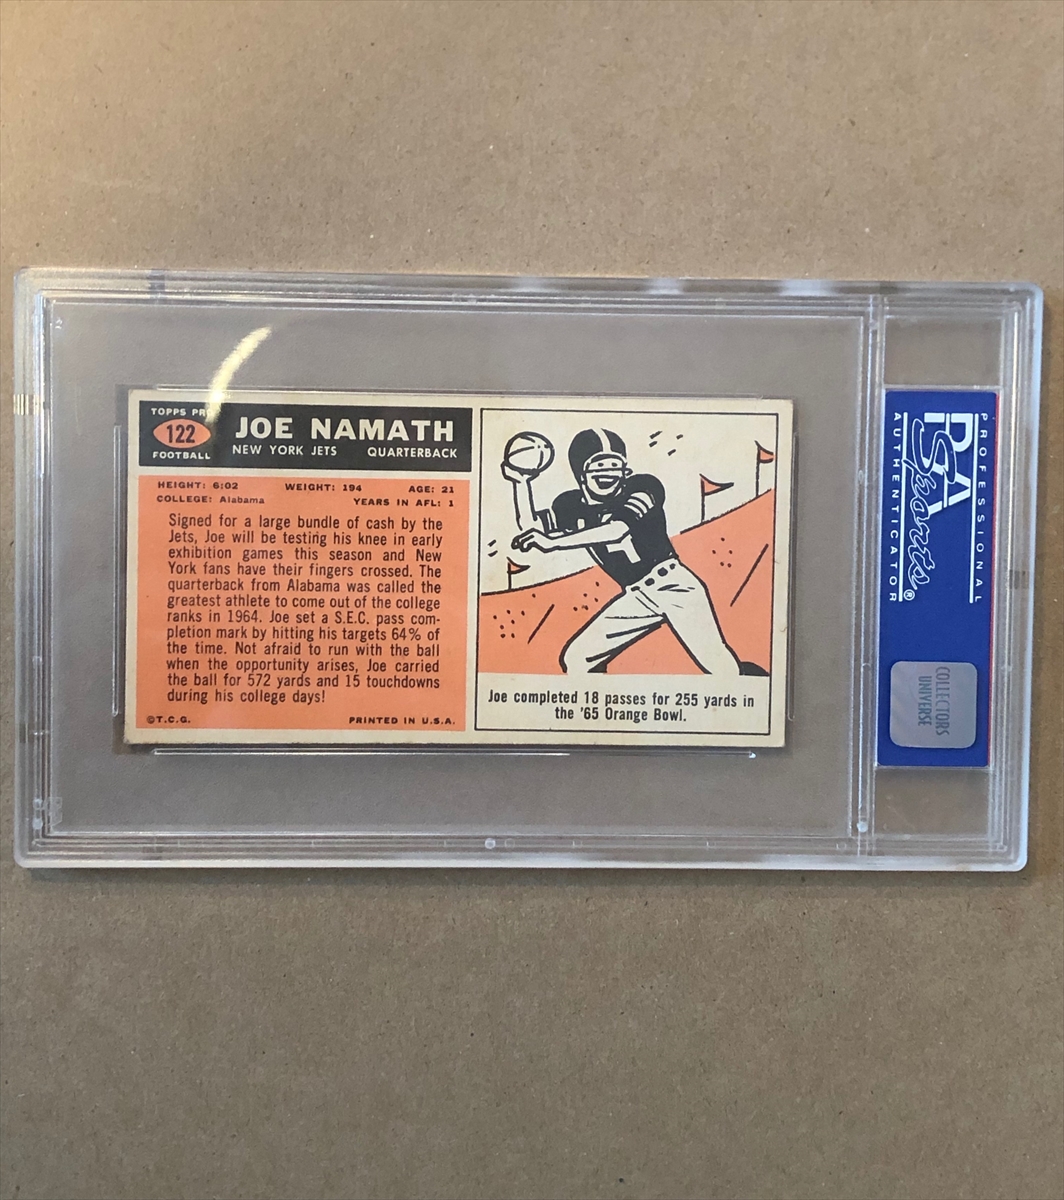 TOPPS PRO
122
FOOTBALL
JOE NAMATH
NEW YORK JETS QUARTERBACK
HEIGHT: 6:02 WEIGHT: 194 AGE: 21
COLLEGE: Alabama YEARS IN AFL: 1
Signed for a large bundle of cash by the
Jets, Joe will be testing his knee in early
exhibition games this season and New
York fans have their fingers crossed. The
quarterback from Alabama was called the
greatest athlete to come out of the college
ranks in 1964. Joe set a S.E.C. pass com-
pletion mark by hitting his targets 64% of
the time. Not afraid to run with the ball
when the opportunity arises, Joe carried
the ball for 572 yards and 15 touchdowns
during his college days!
©T.C.G. PRINTED IN U.S.A.
Joe completed 18 passes for 255 yards in
the '65 Orange Bowl.
PROFESSIONAL
PSA
Sports®
AUTHENTICATOR
COLLECTORS
UNIVERSE